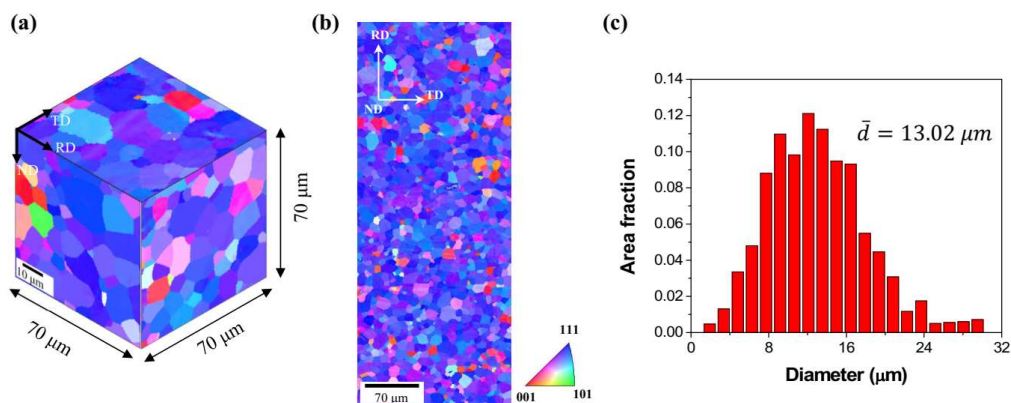 (a)
TD
RD
ND
10 μm
70 μm
70 μm
70 μm
(b)
RD
ND
TD
70 μm
111
001
101
(c)
0.14
0.12
0.10
0.08
0.06
0.04
0.02
0.00
Area fraction
d̄ = 13.02 μm
0
8
16
24
32
Diameter (μm)